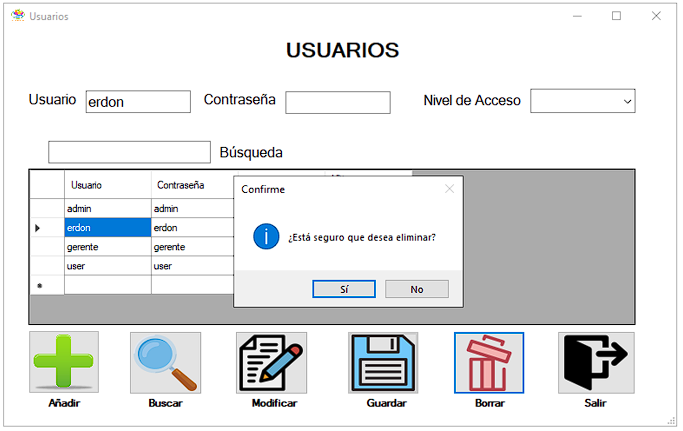 Usuarios
USUARIOS
Usuario erdon Contraseña Nivel de Acceso
Búsqueda
Usuario Contraseña
admin admin
erdon erdon
gerente gerente
user user
*
Confirme
¿Está seguro que desea eliminar?
Sí No
Añadir Buscar Modificar Guardar Borrar Salir